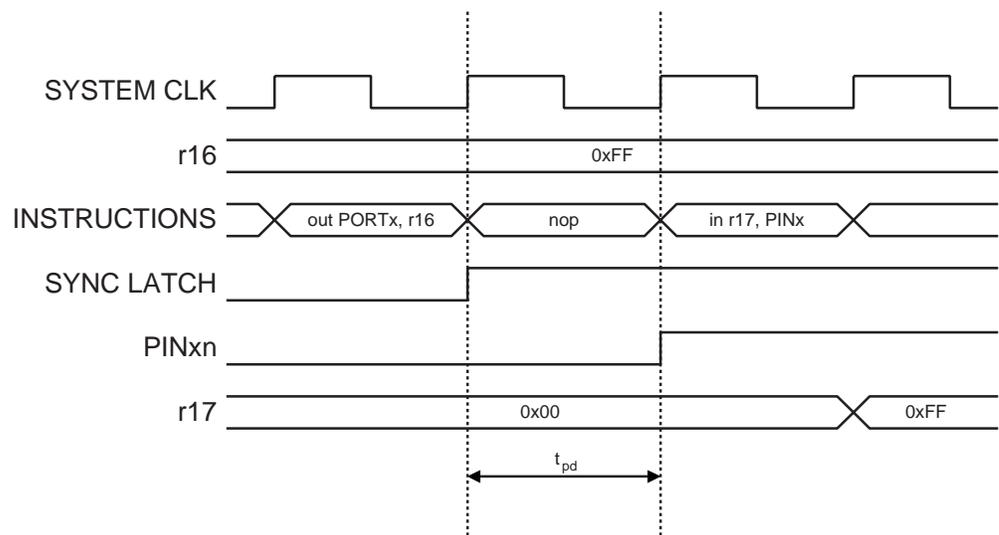 SYSTEM CLK
r16
0xFF
INSTRUCTIONS
out PORTx, r16
nop
in r17, PINx
SYNC LATCH
PINxn
r17
0x00
0xFF
tpd